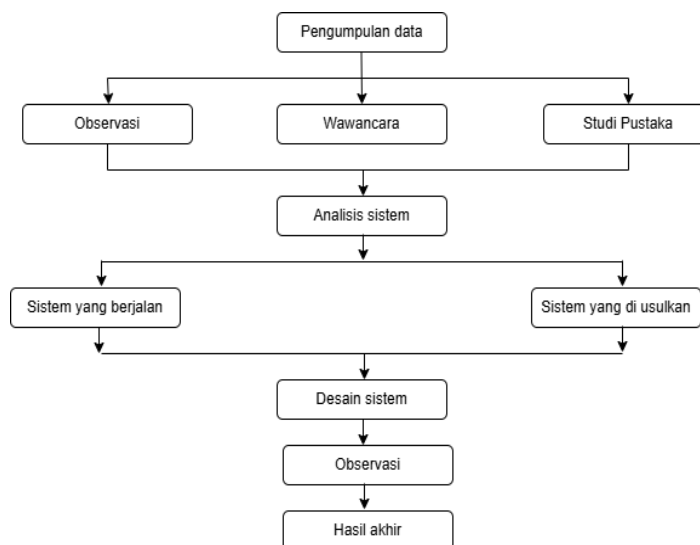 Pengumpulan data
Observasi
Wawancara
Studi Pustaka
Analisis sistem
Sistem yang berjalan
Sistem yang di usulkan
Desain sistem
Observasi
Hasil akhir